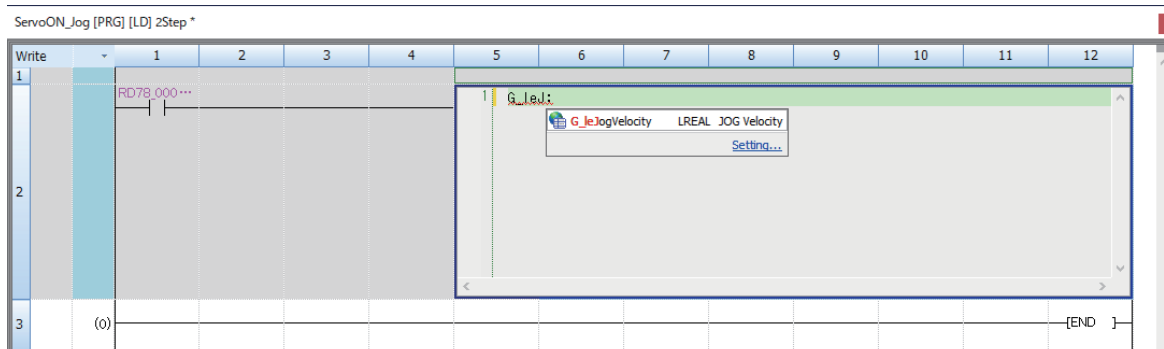 ServoON_Jog [PRG] [LD] 2Step *
Write 1 2 3 4 5 6 7 8 9 10 11 12
1
RD78_000⋯
1 G_leJ;
G_leJogVelocity LREAL JOG Velocity
Setting...
2
3 (0) [END ]